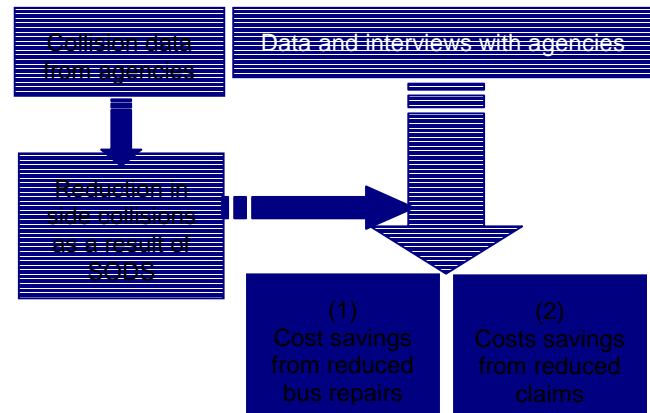 Collision data
from agencies
Data and interviews with agencies
Reduction in
side collisions
as a result of
SODS
(1)
Cost savings
from reduced
bus repairs
(2)
Costs savings
from reduced
claims